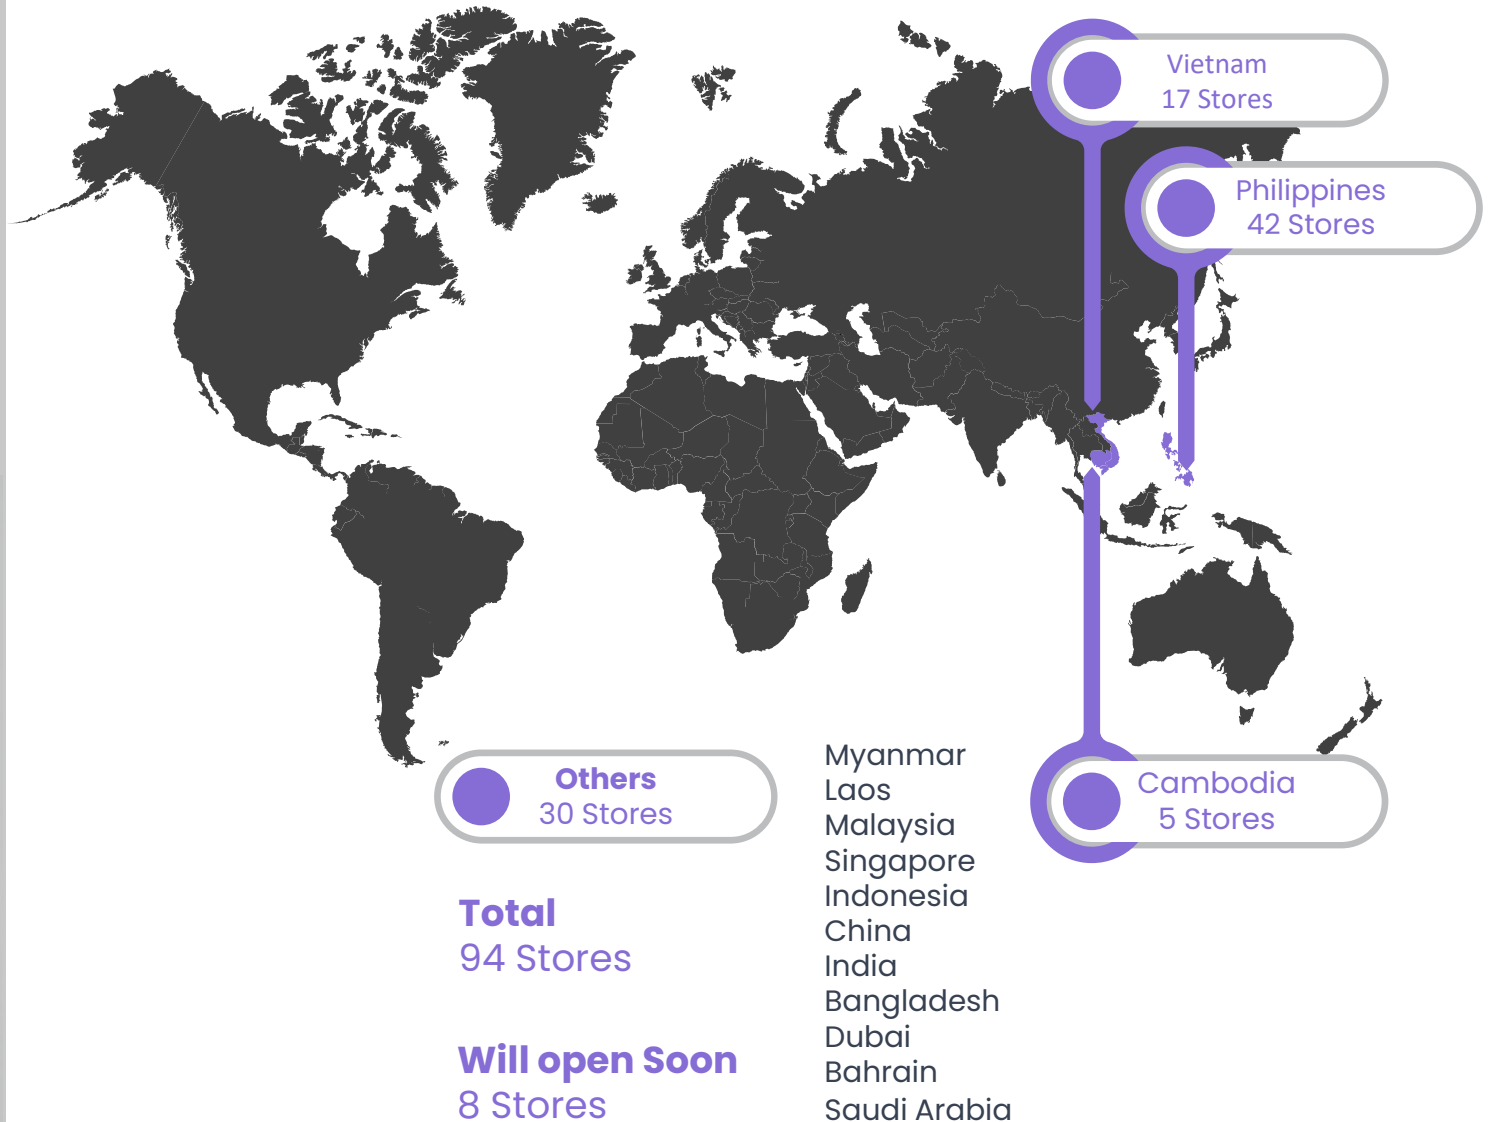 Vietnam
17 Stores
Philippines
42 Stores
Others
30 Stores
Total
94 Stores
Will open Soon
8 Stores
Myanmar
Laos
Malaysia
Singapore
Indonesia
China
India
Bangladesh
Dubai
Bahrain
Saudi Arabia
Cambodia
5 Stores